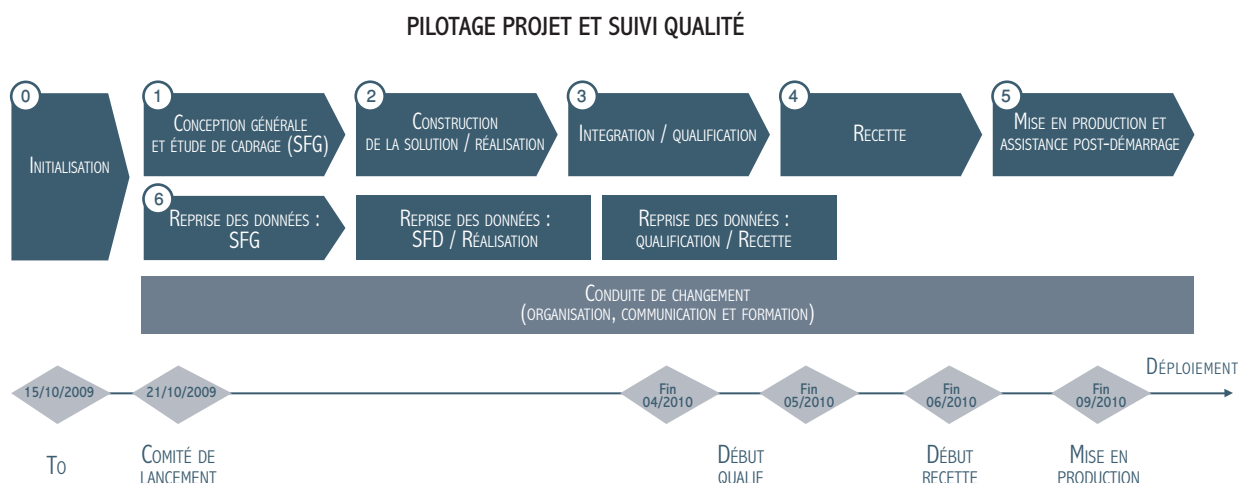 PILOTAGE PROJET ET SUIVI QUALITÉ
0
INITIALISATION
1
CONCEPTION GÉNÉRALE
ET ÉTUDE DE CADRAGE (SFG)
2
CONSTRUCTION
DE LA SOLUTION / RÉALISATION
3
INTEGRATION / QUALIFICATION
4
RECETTE
5
MISE EN PRODUCTION ET
ASSISTANCE POST-DÉMARRAGE
6
REPRISE DES DONNÉES :
SFG
REPRISE DES DONNÉES :
SFD / RÉALISATION
REPRISE DES DONNÉES :
QUALIFICATION / RECETTE
CONDUITE DE CHANGEMENT
(ORGANISATION, COMMUNICATION ET FORMATION)
15/10/2009
21/10/2009
Fin
04/2010
Fin
05/2010
Fin
06/2010
Fin
09/2010
DÉPLOIEMENT
TO
COMITÉ DE
LANCEMENT
DÉBUT
QUALIF
DÉBUT
RECETTE
MISE EN
PRODUCTION